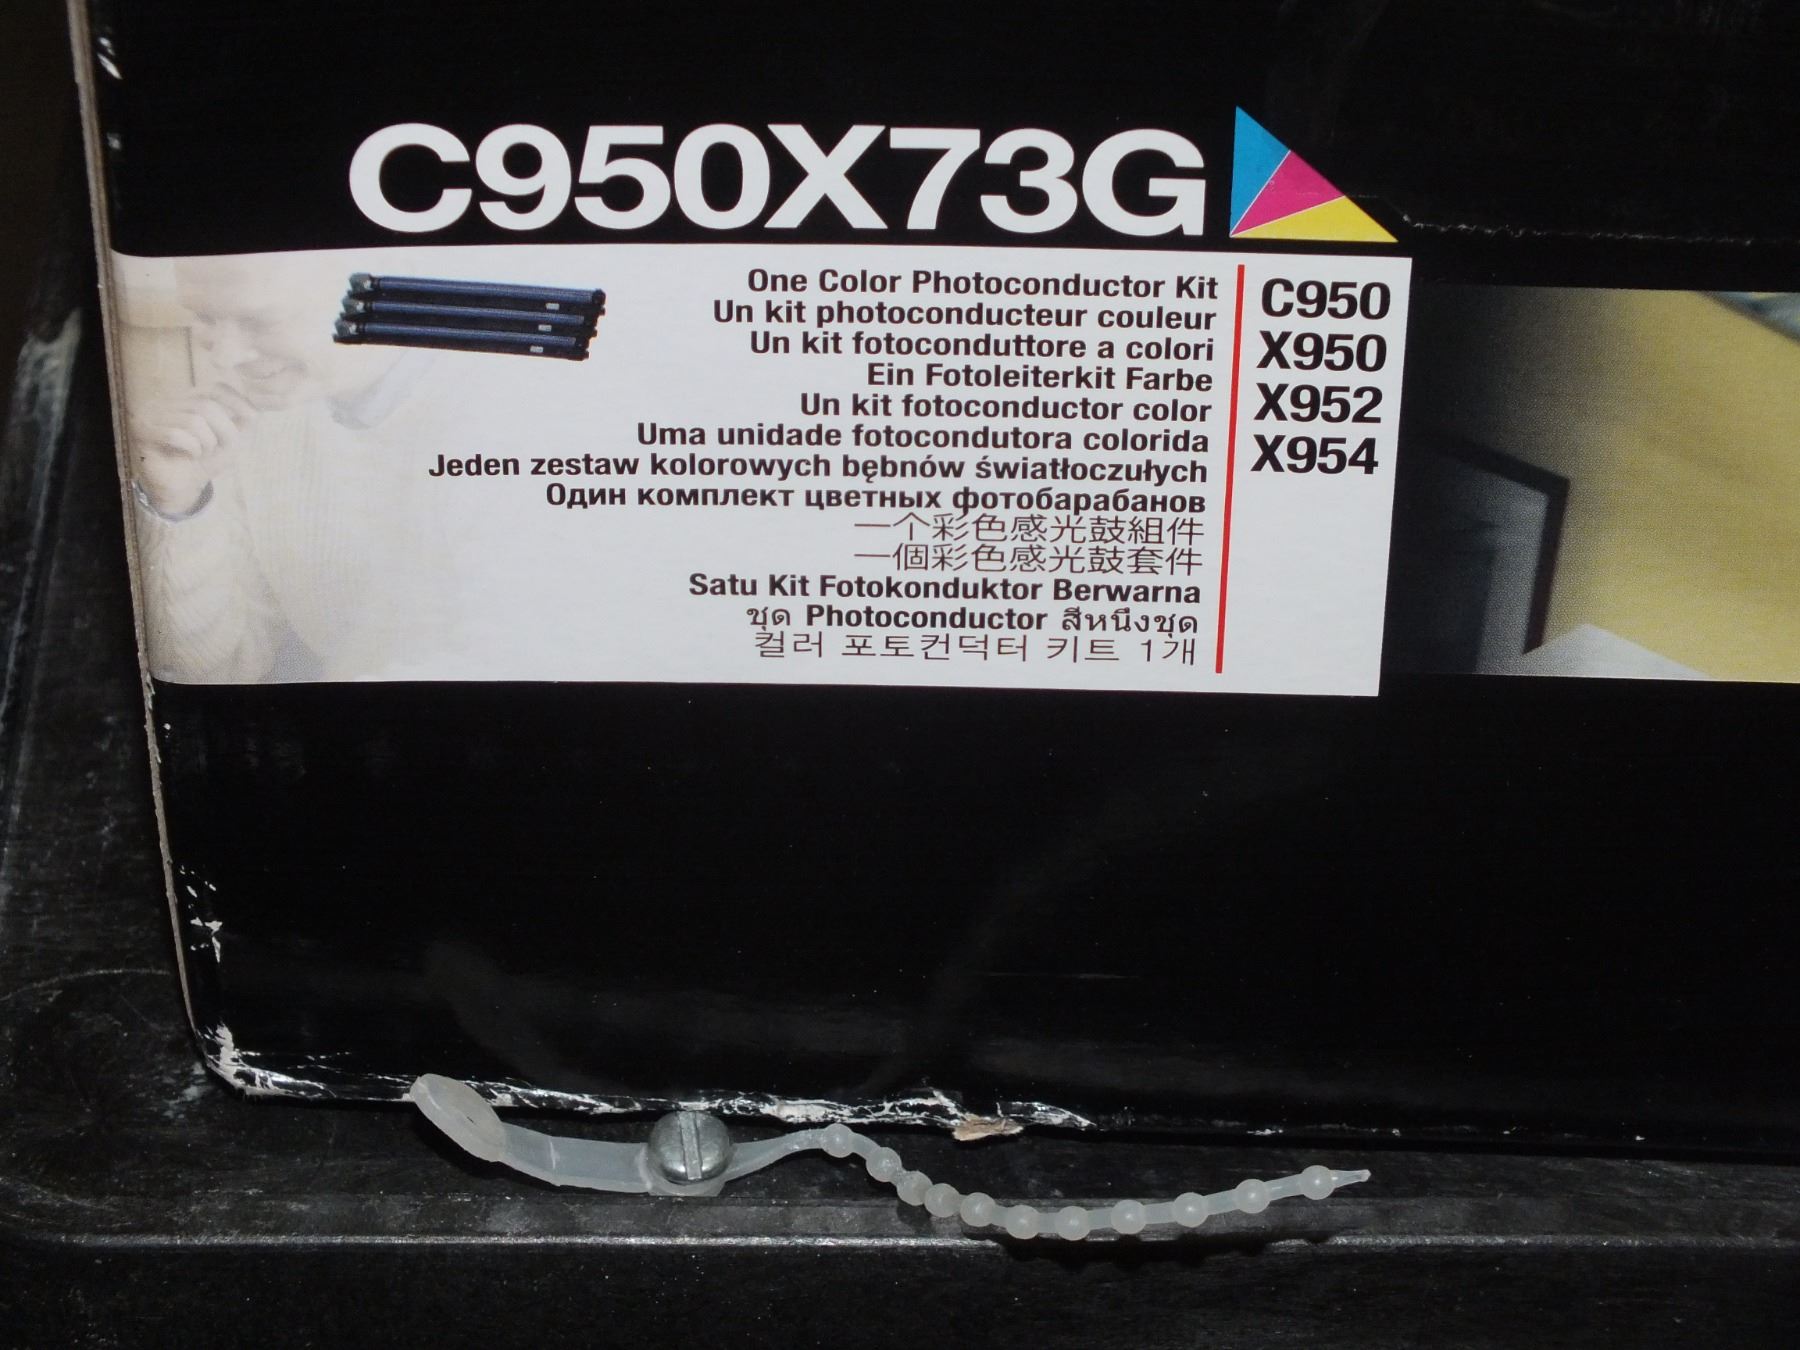 C950X73G
One Color Photoconductor Kit
Un kit photoconducteur couleur
Un kit fotoconduttore a colori
Ein Fotoleiterkit Farbe
Un kit fotoconductor color
Uma unidade fotocondutora colorida
Jeden zestaw kolorowych bębnów światłoczułych
Один комплект цветных фотобарабанов
一个彩色感光鼓組件
一個彩色感光鼓套件
Satu Kit Fotokonduktor Berwarna
ชุด Photoconductor สีหนึ่งชุด
컬러 포토컨덕터 키트 1개
C950
X950
X952
X954